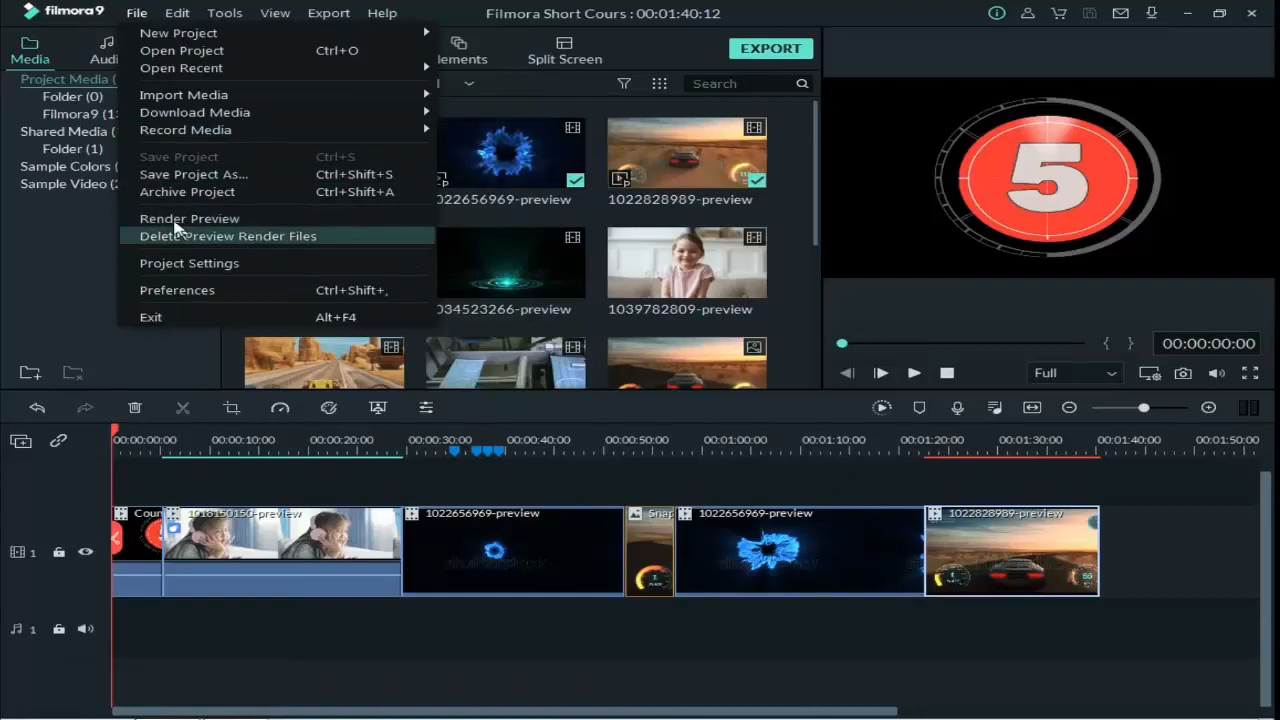 filmora9 File Edit Tools View Export Help Filmora Short Cours : 00:01:40:12
New Project
Open Project Ctrl+O
Open Recent
Import Media
Download Media
Record Media
Save Project Ctrl+S
Save Project As... Ctrl+Shift+S
Archive Project Ctrl+Shift+A
Render Preview
Delete Preview Render Files
Project Settings
Preferences Ctrl+Shift+,
Exit Alt+F4
Media Audi lements Split Screen EXPORT
Project Media (
Folder (0)
Filmora9 (1
Shared Media (
Folder (1)
Sample Colors (
Sample Video (2
Search
022656969-preview 1022828989-preview
034523266-preview 1039782809-preview
5
00:00:00:00
Full
00:00:00:00 00:00:10:00 00:00:20:00 00:00:30:00 00:00:40:00 00:00:50:00 00:01:00:00 00:01:10:00 00:01:20:00 00:01:30:00 00:01:40:00 00:01:50:00
Coun 1018150150-preview 1022656969-preview Snap 1022656969-preview 1022828989-preview
1
1